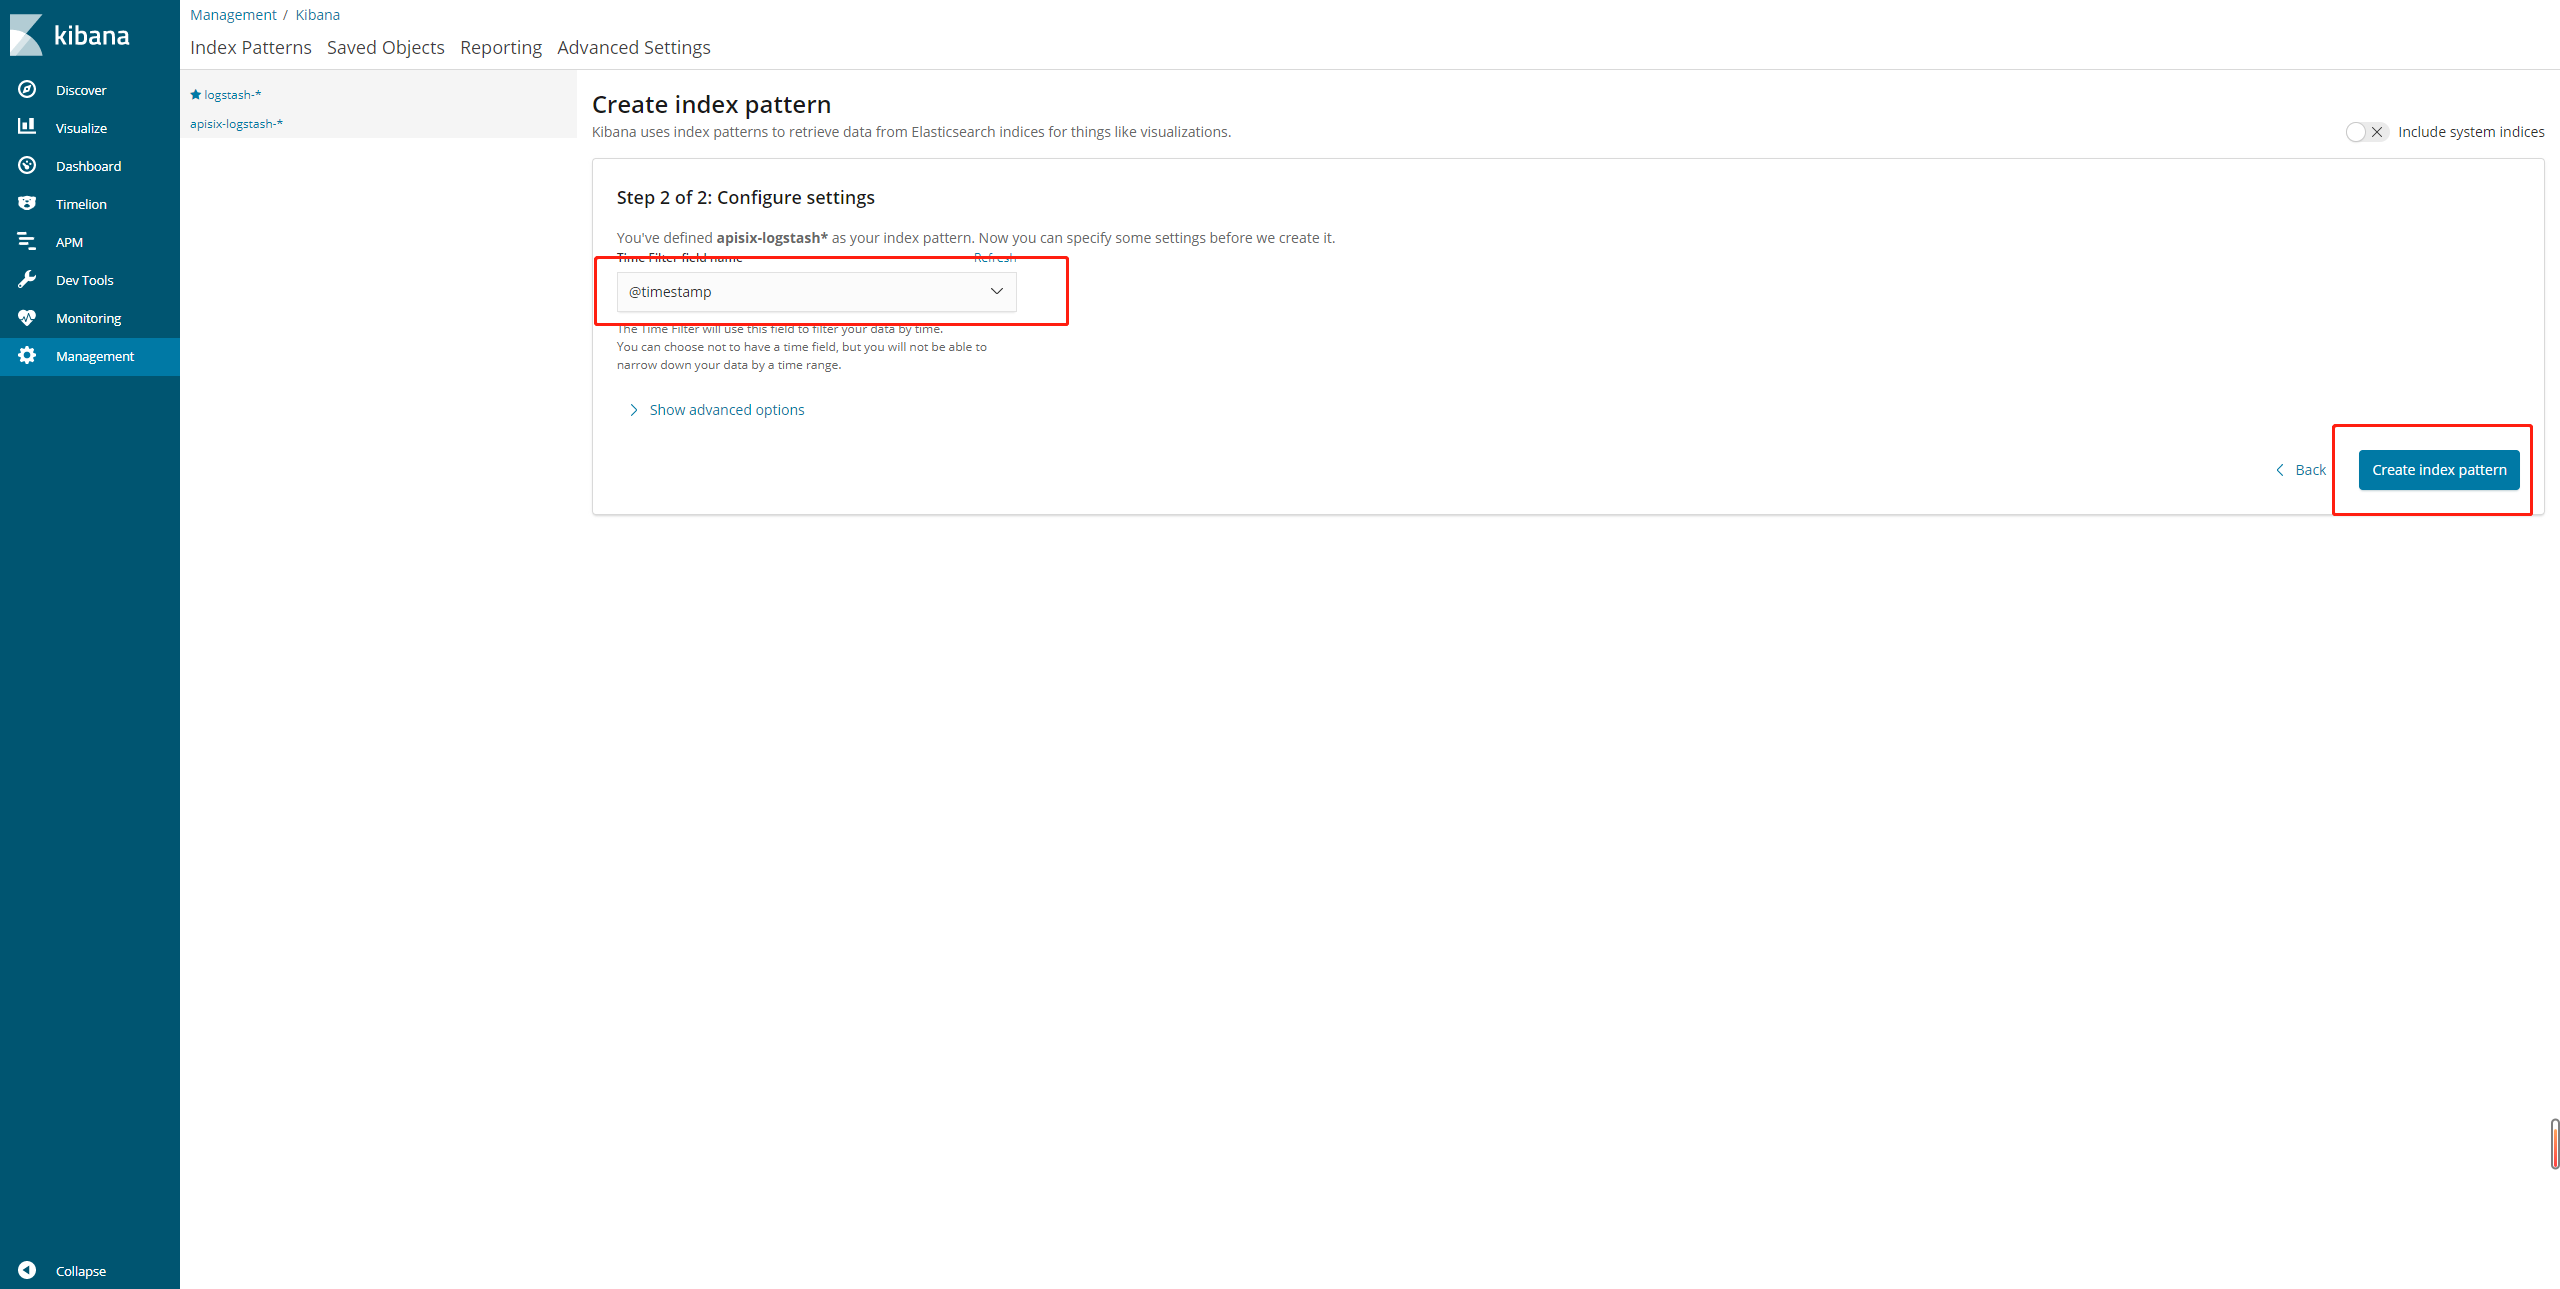 kibana
Discover
Visualize
Dashboard
Timelion
APM
Dev Tools
Monitoring
Management
Collapse
Management / Kibana
Index Patterns Saved Objects Reporting Advanced Settings
logstash-*
apisix-logstash-*
Create index pattern
Kibana uses index patterns to retrieve data from Elasticsearch indices for things like visualizations.
Include system indices
Step 2 of 2: Configure settings
You've defined apisix-logstash* as your index pattern. Now you can specify some settings before we create it.
Time Filter field name Refresh
@timestamp
The Time Filter will use this field to filter your data by time.
You can choose not to have a time field, but you will not be able to
narrow down your data by a time range.
Show advanced options
Back
Create index pattern